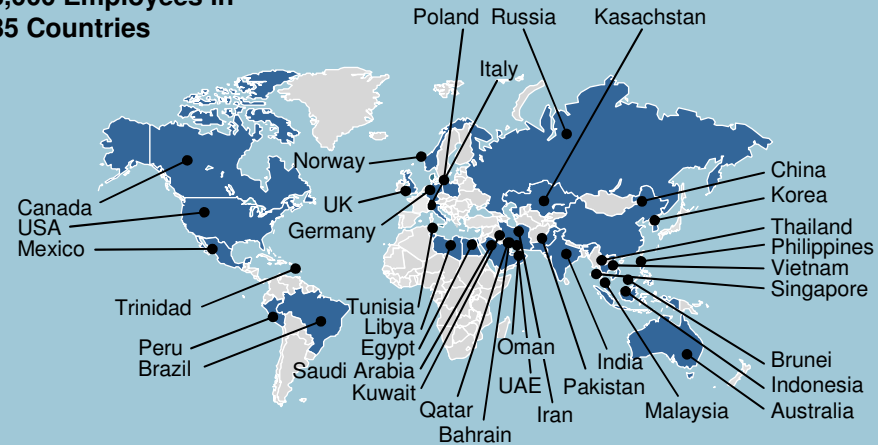 Employees in
35 Countries
Poland
Russia
Kasachstan
Italy
Norway
UK
Germany
Canada
USA
Mexico
China
Korea
Thailand
Philippines
Vietnam
Singapore
Trinidad
Peru
Brazil
Tunisia
Libya
Egypt
Saudi Arabia
Kuwait
Qatar
Bahrain
Oman
UAE
Iran
India
Pakistan
Malaysia
Brunei
Indonesia
Australia